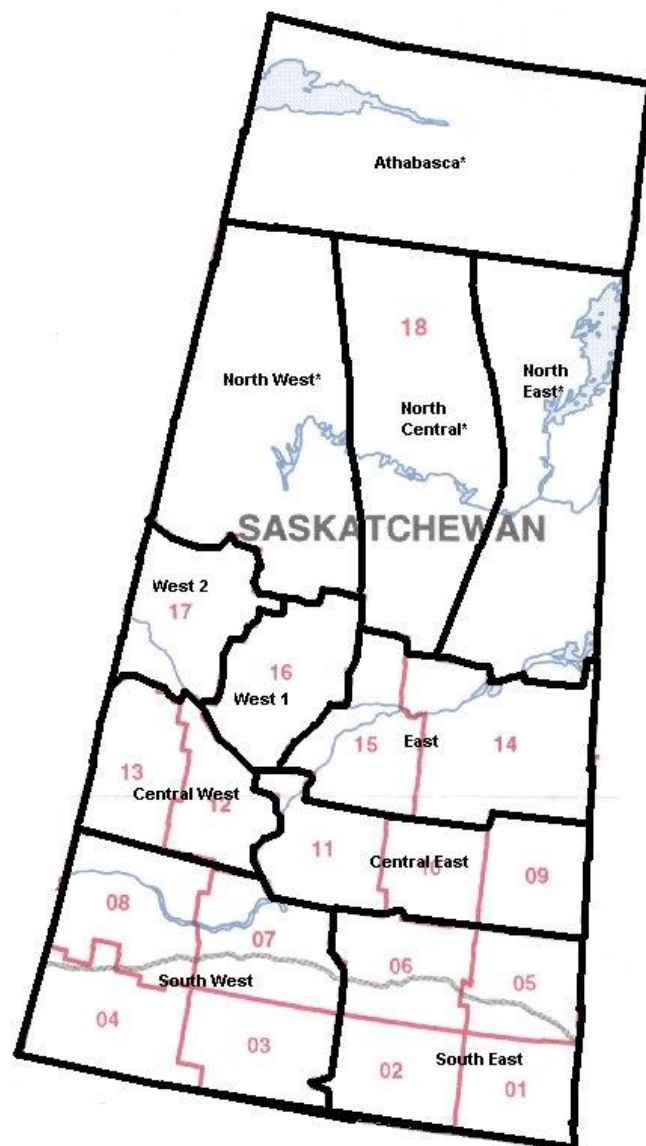 Athabasca*
18
North West*
North
East*
North
Central*
SASKATCHEWAN
West 2
17
16
West 1
15
East
14
13
Central West
12
11
Central East
10
09
08
07
06
05
South West
04
03
02
South East
01